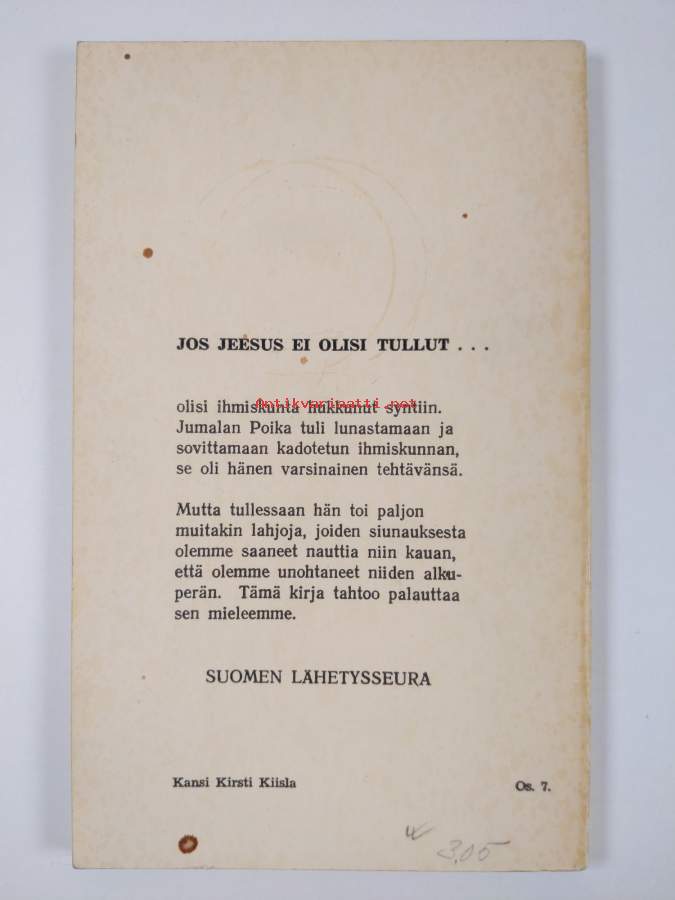 JOS JEESUS EI OLISI TULLUT . . .
olisi ihmiskunta hukkunut syntiin.
Antikvariaatti.net
Jumalan Poika tuli lunastamaan ja
sovittamaan kadotetun ihmiskunnan,
se oli hänen varsinainen tehtävänsä.
Mutta tullessaan hän toi paljon
muitakin lahjoja, joiden siunauksesta
olemme saaneet nauttia niin kauan,
että olemme unohtaneet niiden alku-
perän. Tämä kirja tahtoo palauttaa
sen mieleemme.
SUOMEN LÄHETYSSEURA
Kansi Kirsti Kiisla
Os. 7.
3,05